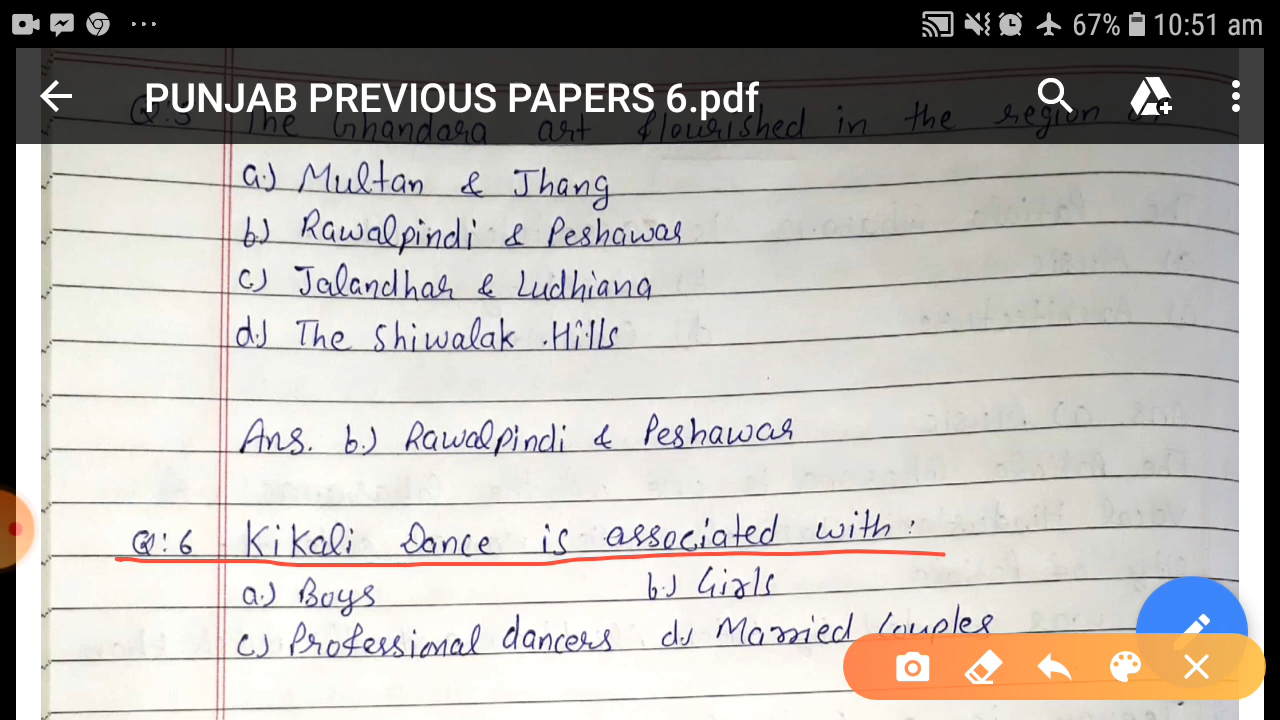 67% 10:51 am
PUNJAB PREVIOUS PAPERS 6.pdf
Q:5 The Ghandara art flourished in the region of
a.) Multan & Jhang
b.) Rawalpindi & Peshawar
c.) Jalandhar & Ludhiana
d.) The Shiwalak Hills
Ans. b.) Rawalpindi & Peshawar
Q:6 Kikali Dance is associated with:
a.) Boys b.) Girls
c.) Professional dancers d.) Married Couples